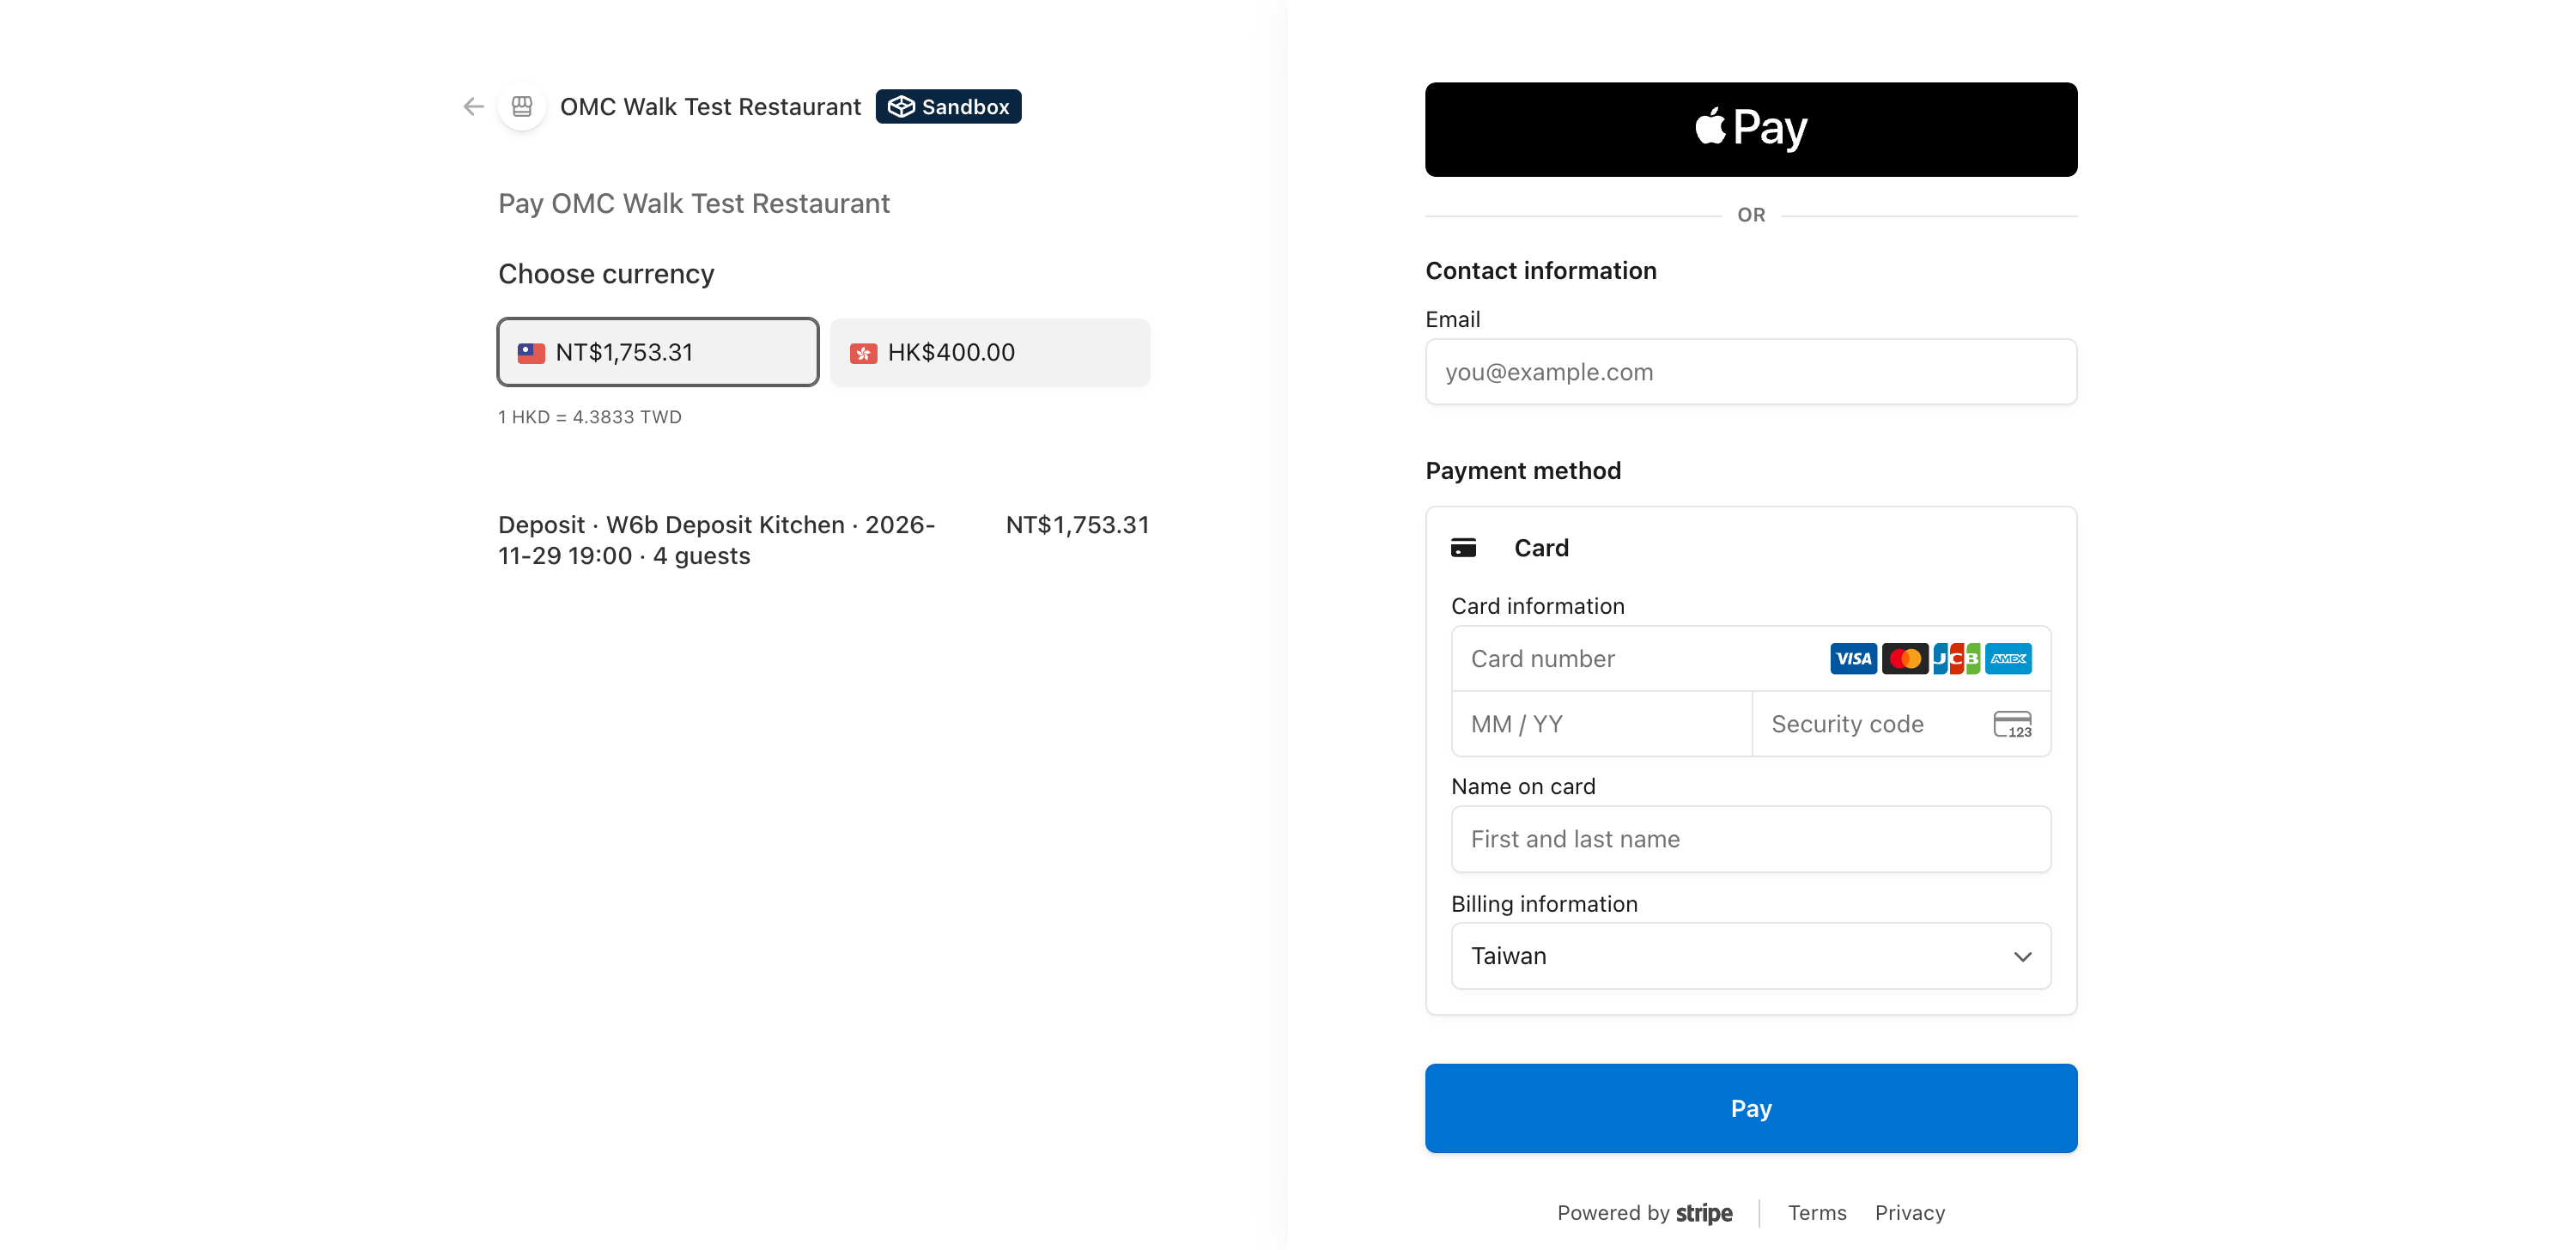 OMC Walk Test Restaurant
Sandbox
Pay OMC Walk Test Restaurant
Choose currency
NT$1,753.31
HK$400.00
1 HKD = 4.3833 TWD
Deposit · W6b Deposit Kitchen · 2026-
11-29 19:00 · 4 guests
NT$1,753.31
Pay
OR
Contact information
Email
you@example.com
Payment method
Card
Card information
Card number
VISA
JCB
AMEX
MM / YY
Security code
123
Name on card
First and last name
Billing information
Taiwan
Pay
Powered by stripe
Terms
Privacy